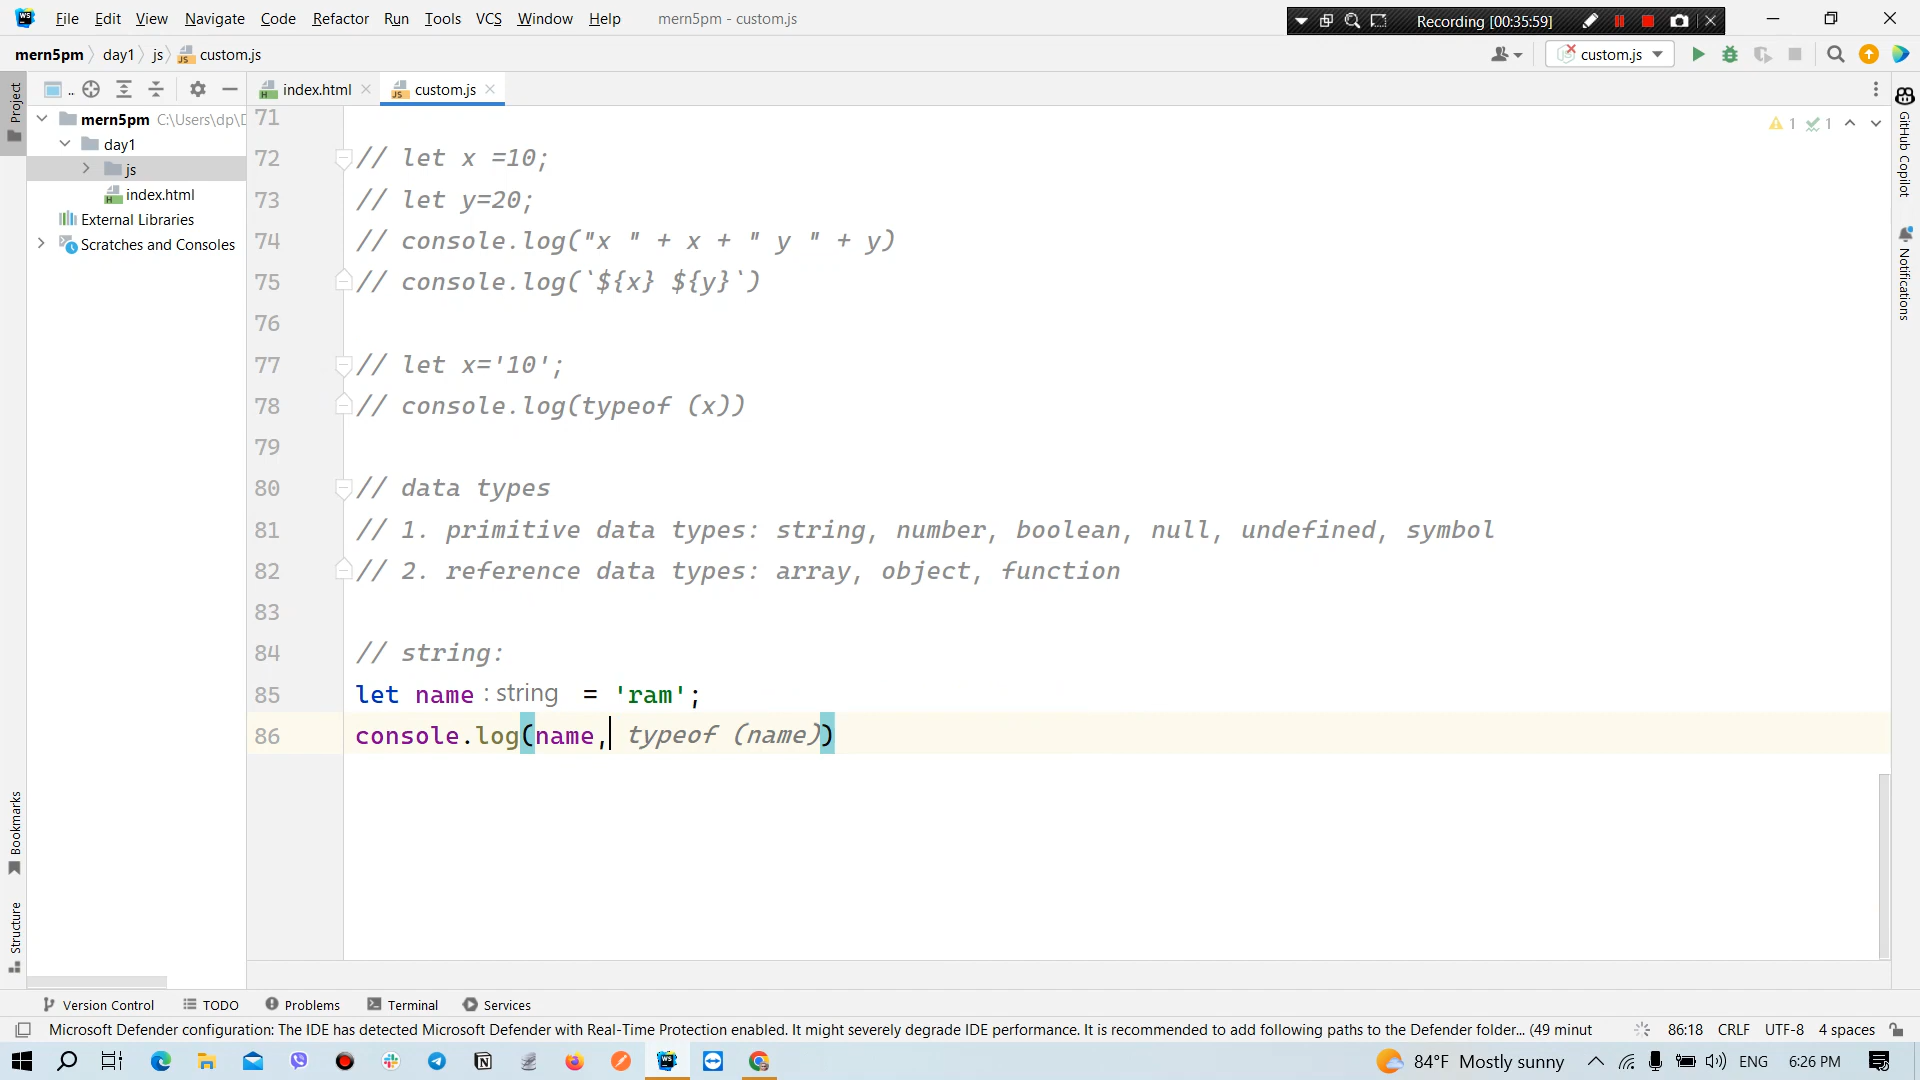 File Edit View Navigate Code Refactor Run Tools VCS Window Help mern5pm - custom.js
Recording [00:35:59]
mern5pm day1 js custom.js
custom.js
Project
..
index.html
custom.js
mern5pm C:\Users\dp\D
day1
js
index.html
External Libraries
Scratches and Consoles
1 1
GitHub Copilot
Notifications
71
72 // let x =10;
73 // let y=20;
74 // console.log("x " + x + " y " + y)
75 // console.log(`${x} ${y}`)
76
77 // let x='10';
78 // console.log(typeof (x))
79
80 // data types
81 // 1. primitive data types: string, number, boolean, null, undefined, symbol
82 // 2. reference data types: array, object, function
83
84 // string:
85 let name : string = 'ram';
86 console.log(name, typeof (name))
Bookmarks
Structure
Version Control TODO Problems Terminal Services
Microsoft Defender configuration: The IDE has detected Microsoft Defender with Real-Time Protection enabled. It might severely degrade IDE performance. It is recommended to add following paths to the Defender folder... (49 minut 86:18 CRLF UTF-8 4 spaces
84°F Mostly sunny ENG 6:26 PM